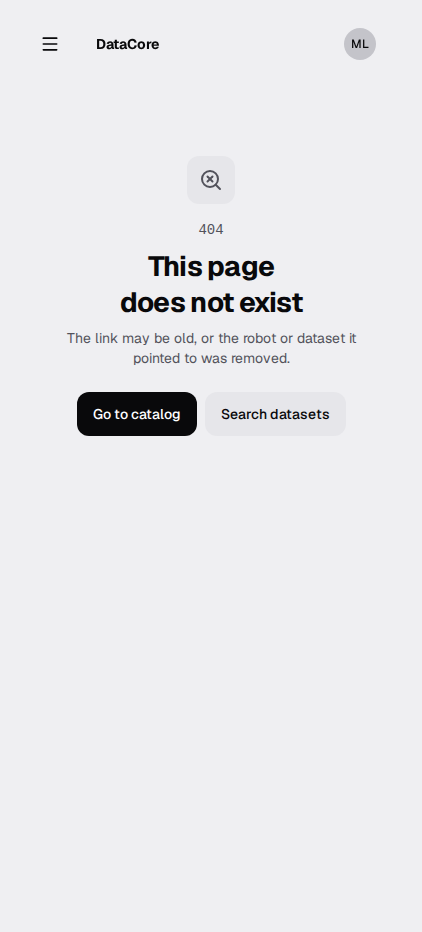 DataCore
ML
404
This page
does not exist
The link may be old, or the robot or dataset it
pointed to was removed.
Go to catalog
Search datasets